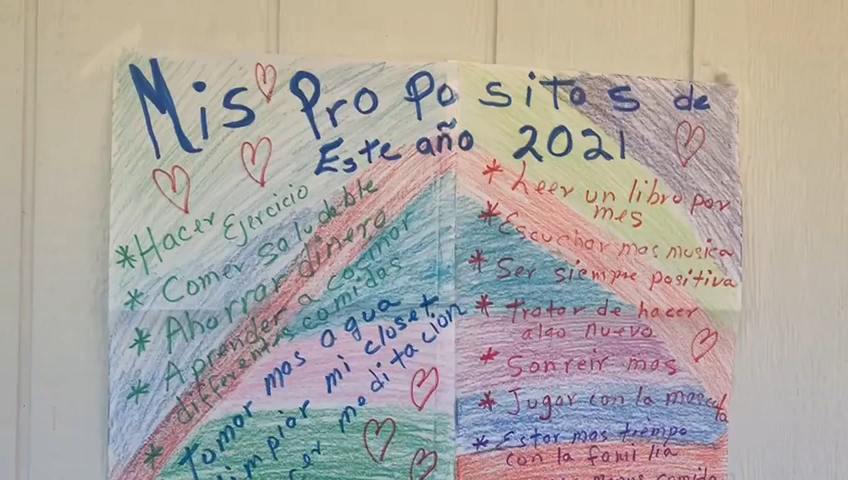 Mis Propositos de
Este año 2021
* Hacer Ejercicio
* Comer saludable
* Ahorrar dinero
* Aprender a cocinar
diferentes comidas
* tomar mas agua
limpiar mi closet
meditacion
* Leer un libro por
mes
* Escuchar mas musica
* Ser siempre positiva
* tratar de hacer
algo nuevo
* Sonreir mas
* Jugar con la mascota
* Estar mas tiempo
con la familia
comida